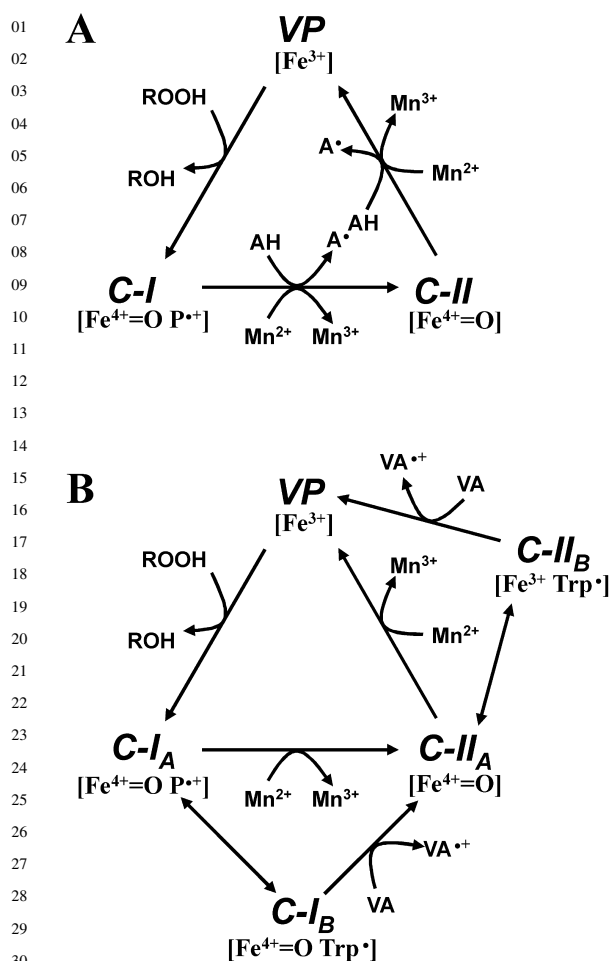 01 A VP
02 [Fe³⁺]
03 ROOH Mn³⁺
04
05 A• Mn²⁺
06 ROH
07 AH
08 AH A•
09 C-I C-II
10 [Fe⁴⁺=O P•⁺] [Fe⁴⁺=O]
11 Mn²⁺ Mn³⁺
12
13
14
15 B VP VA•⁺ VA
16 [Fe³⁺]
17 C-IIB
18 ROOH Mn³⁺ [Fe³⁺ Trp•]
19
20 ROH Mn²⁺
21
22
23 C-IA C-IIA
24 [Fe⁴⁺=O P•⁺] [Fe⁴⁺=O]
25 Mn²⁺ Mn³⁺
26
27 VA•⁺
28 C-IB VA
29 [Fe⁴⁺=O Trp•]
30